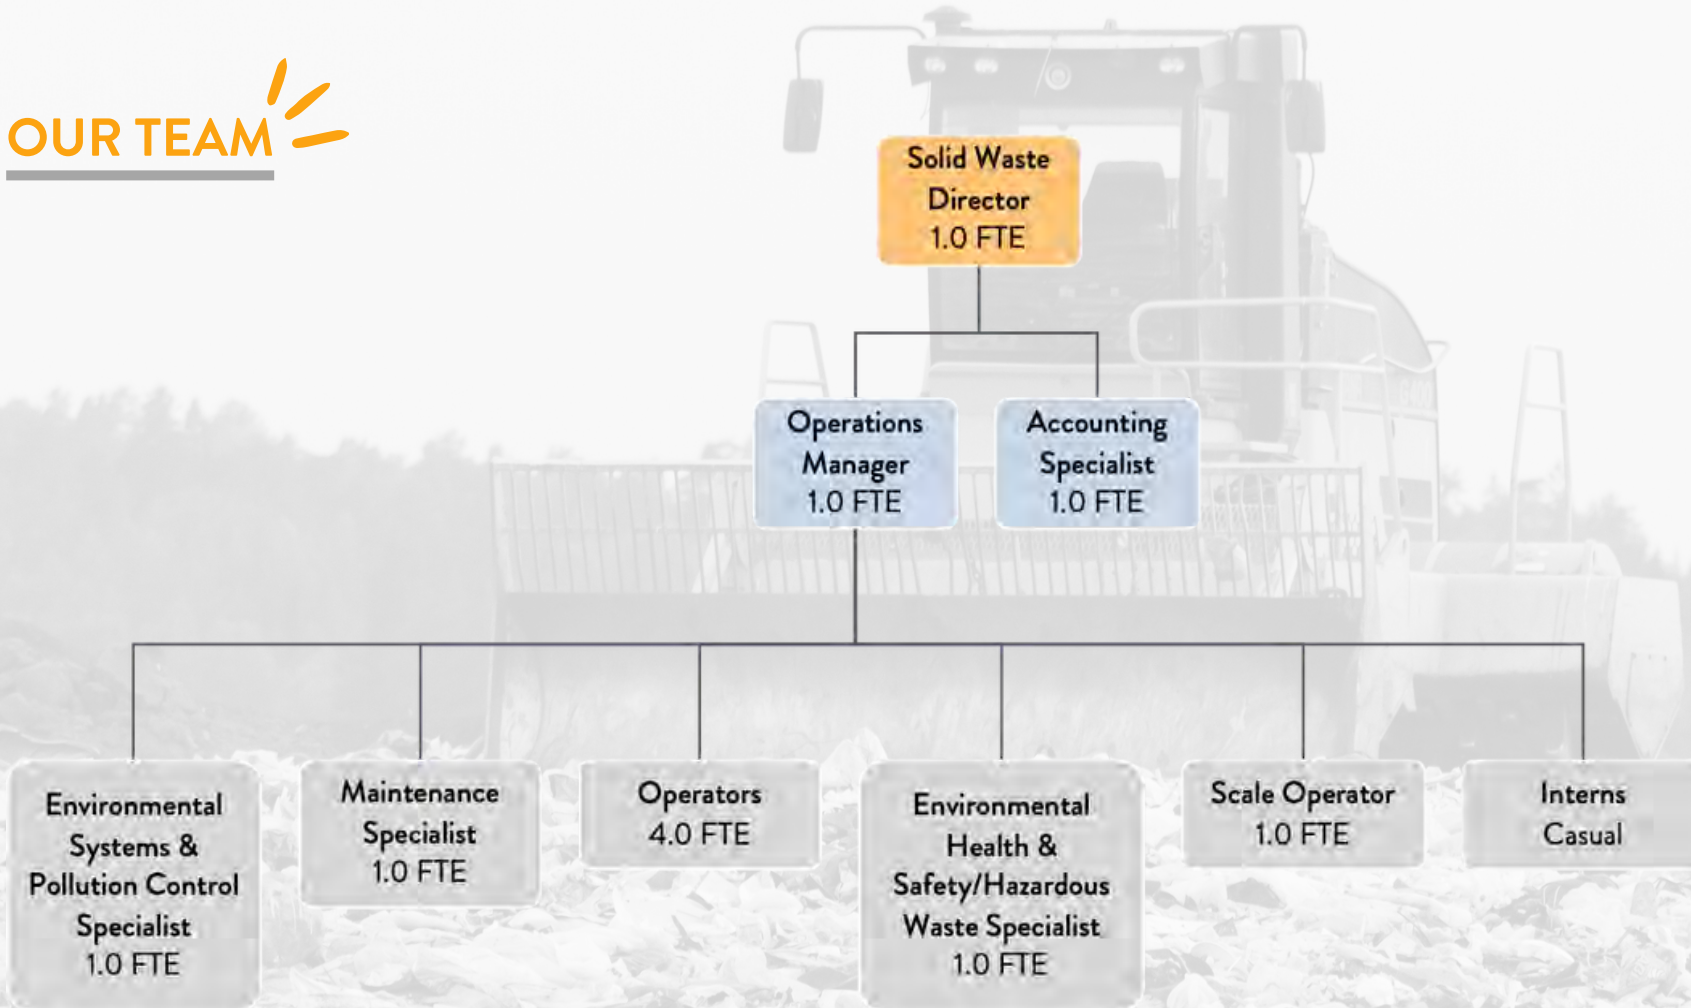 OUR TEAM
Solid Waste
Director
1.0 FTE
Operations
Manager
1.0 FTE
Accounting
Specialist
1.0 FTE
Environmental
Systems &
Pollution Control
Specialist
1.0 FTE
Maintenance
Specialist
1.0 FTE
Operators
4.0 FTE
Environmental
Health &
Safety/Hazardous
Waste Specialist
1.0 FTE
Scale Operator
1.0 FTE
Interns
Casual